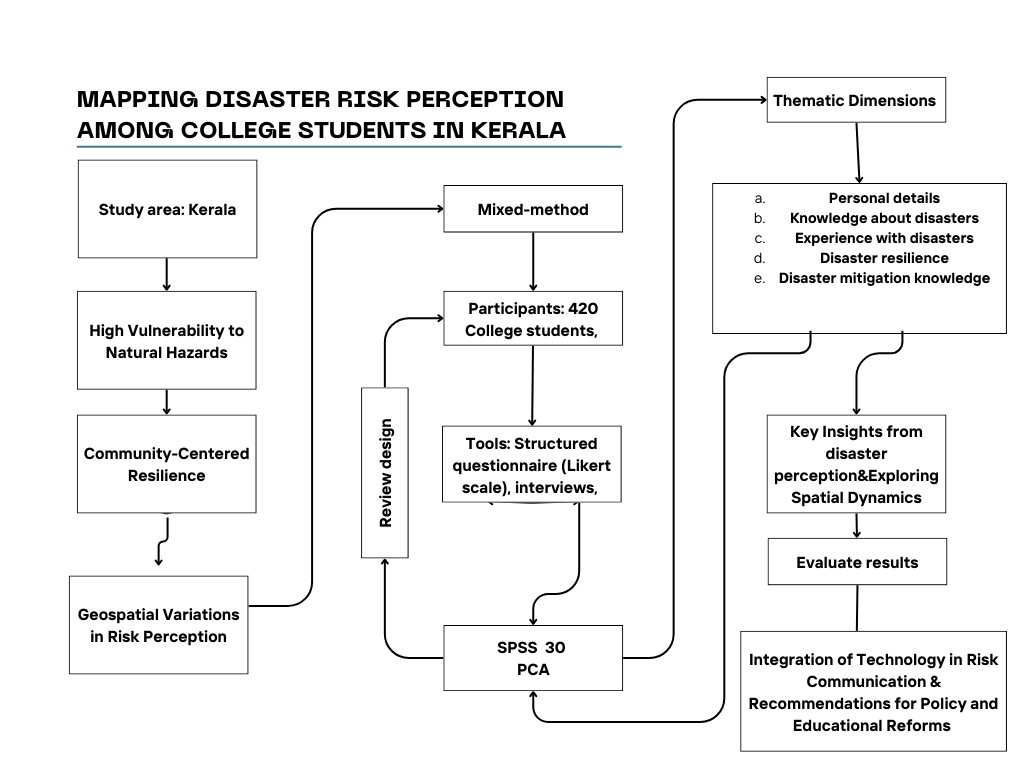 MAPPING DISASTER RISK PERCEPTION
AMONG COLLEGE STUDENTS IN KERALA
Study area: Kerala
High Vulnerability to
Natural Hazards
Community-Centered
Resilience
Geospatial Variations
in Risk Perception
Mixed-method
Participants: 420
College students,
Review design
Tools: Structured
questionnaire (Likert
scale), interviews,
SPSS 30
PCA
Thematic Dimensions
a. Personal details
b. Knowledge about disasters
c. Experience with disasters
d. Disaster resilience
e. Disaster mitigation knowledge
Key Insights from
disaster
perception&Exploring
Spatial Dynamics
Evaluate results
Integration of Technology in Risk
Communication &
Recommendations for Policy and
Educational Reforms